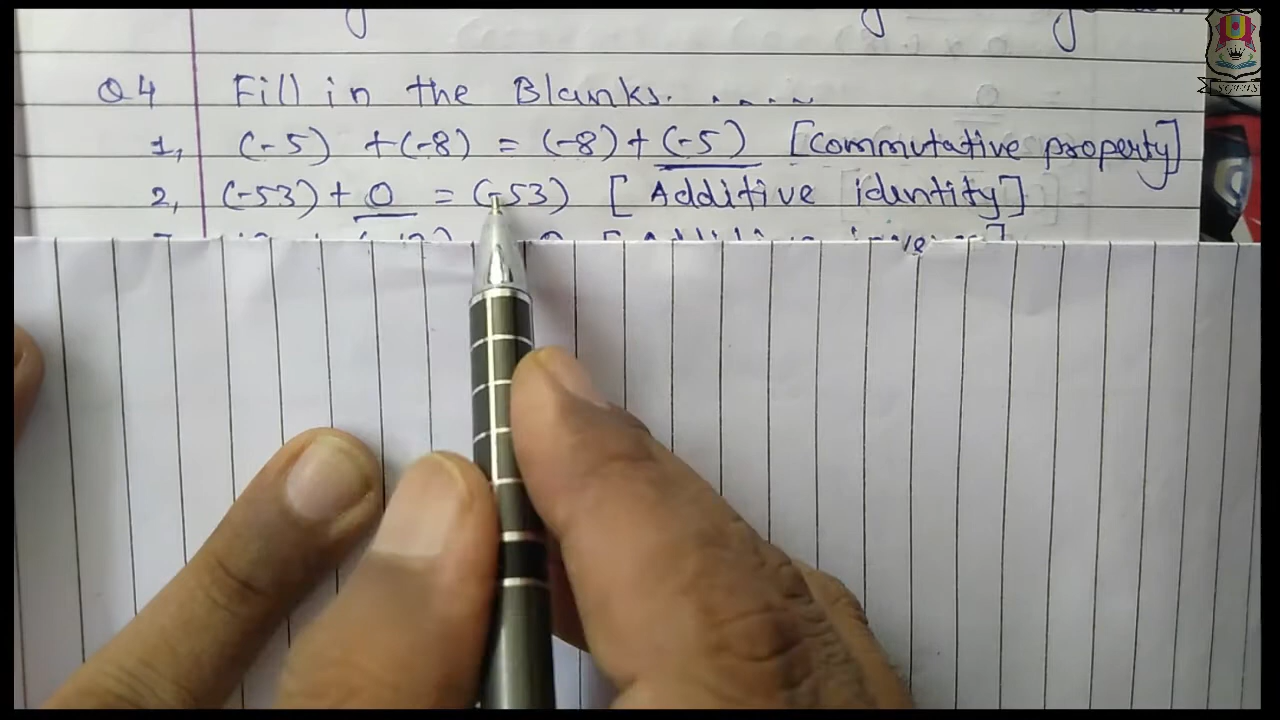 Q4 Fill in the Blanks. ....
1, (-5) +(-8) = (-8)+(-5) [Commutative property]
2, (-53)+ 0 = (-53) [Additive identity]